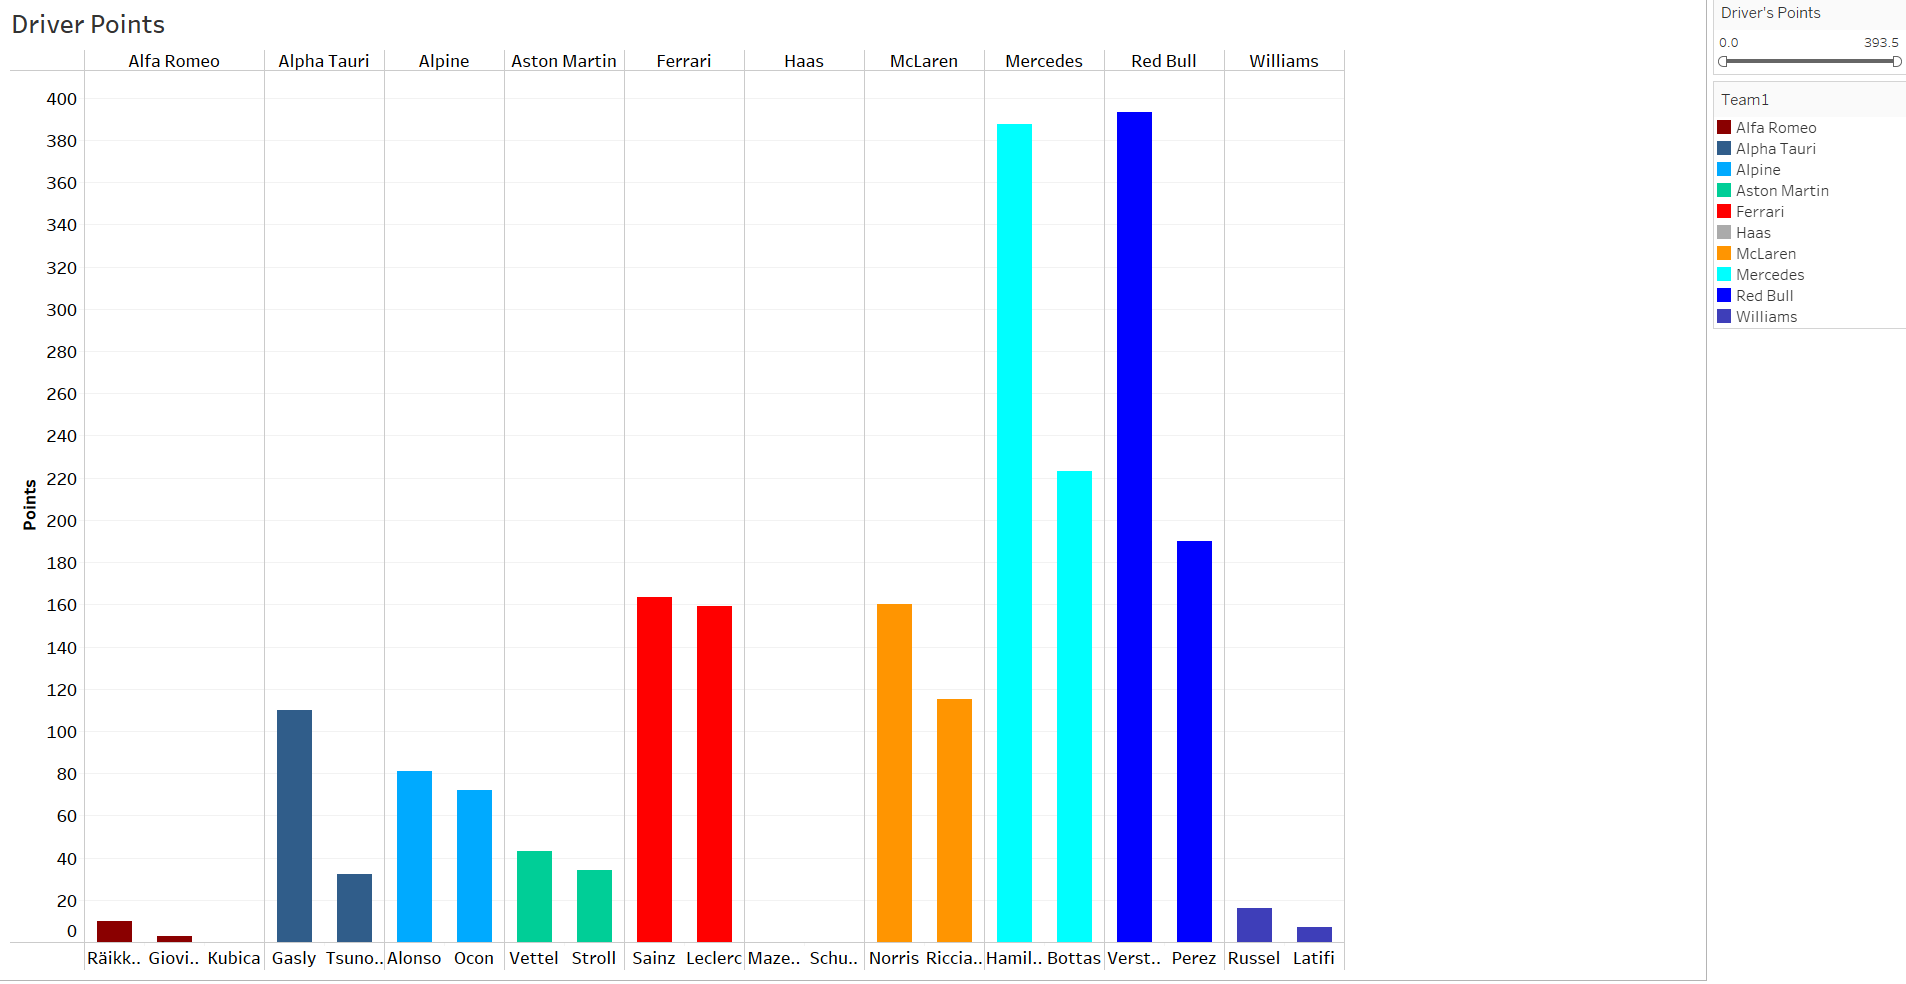 Driver Points
Alfa Romeo Alpha Tauri Alpine Aston Martin Ferrari Haas McLaren Mercedes Red Bull Williams
400
380
360
340
320
300
280
260
240
220
200
180
160
140
120
100
80
60
40
20
0
Points
Räikk.. Giovi.. Kubica Gasly Tsuno.. Alonso Ocon Vettel Stroll Sainz Leclerc Maze.. Schu.. Norris Riccia.. Hamil.. Bottas Verst.. Perez Russel Latifi
Driver's Points
0.0 393.5
Team1
Alfa Romeo
Alpha Tauri
Alpine
Aston Martin
Ferrari
Haas
McLaren
Mercedes
Red Bull
Williams